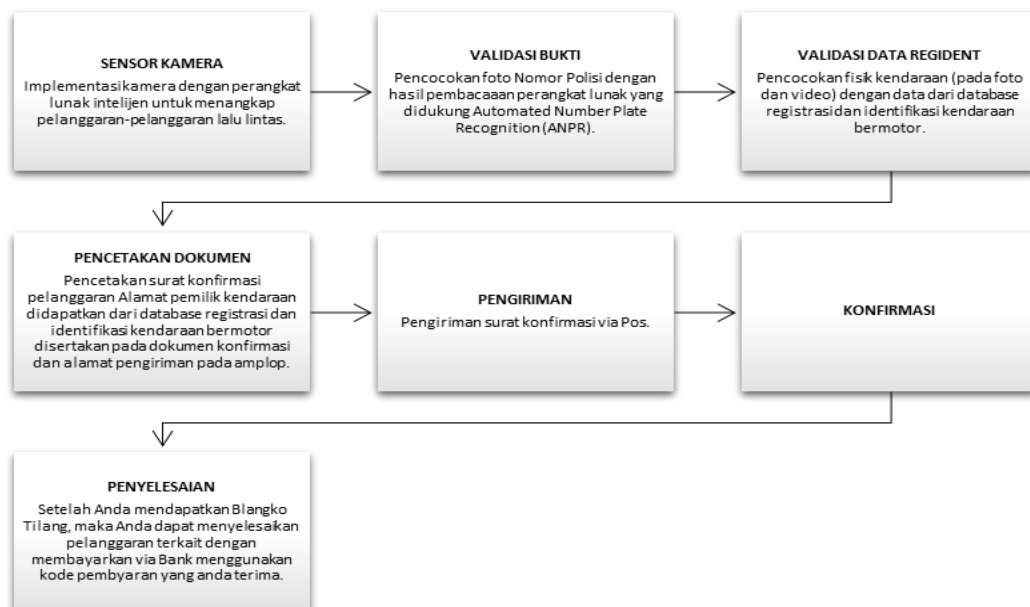 SENSOR KAMERA
Implementasi kamera dengan perangkat
lunak intelijen untuk menangkap
pelanggaran-pelanggaran lalu lintas.
VALIDASI BUKTI
Pencocokan foto Nomor Polisi dengan
hasil pembacaaan perangkat lunak yang
didukung Automated Number Plate
Recognition (ANPR).
VALIDASI DATA REGIDENT
Pencocokan fisik kendaraan (pada foto
dan video) dengan data dari database
registrasi dan identifikasi kendaraan
bermotor.
PENCETAKAN DOKUMEN
Pencetakan surat konfirmasi
pelanggaran Alamat pemilik kendaraan
didapatkan dari database registrasi dan
identifikasi kendaraan bermotor
disertakan pada dokumen konfirmasi
dan alamat pengiriman pada amplop.
PENGIRIMAN
Pengiriman surat konfirmasi via Pos.
KONFIRMASI
PENYELESAIAN
Setelah Anda mendapatkan Blangko
Tilang, maka Anda dapat menyelesaikan
pelanggaran terkait dengan
membayarkan via Bank menggunakan
kode pembyaran yang anda terima.